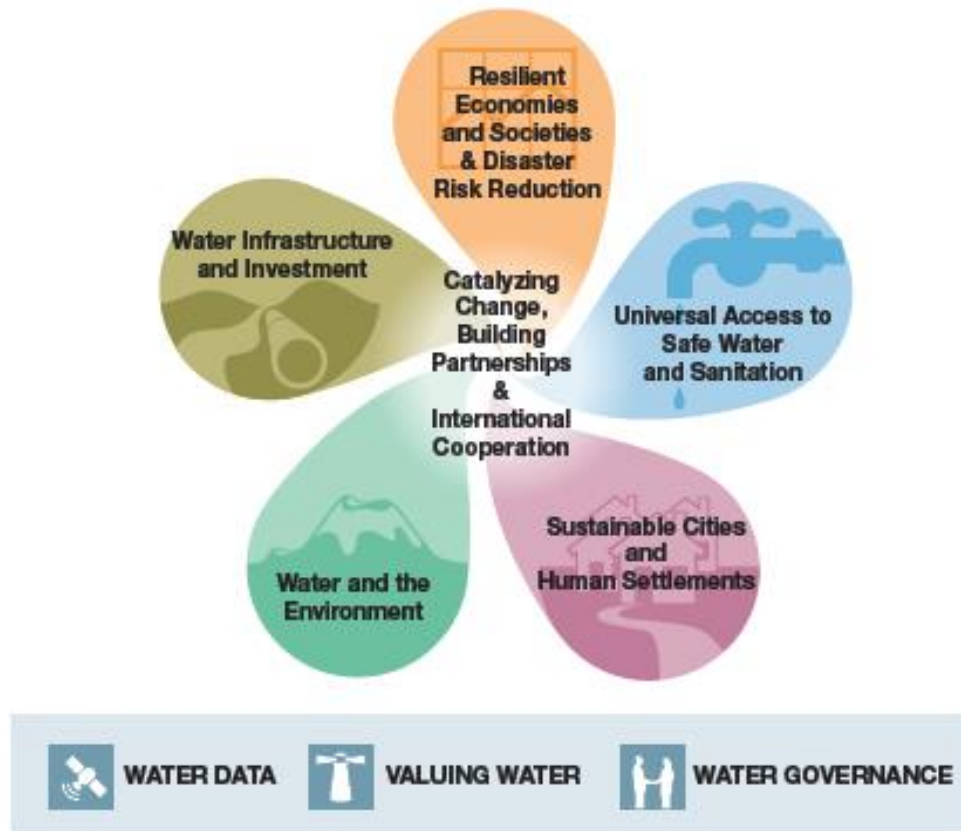 Resilient
Economies
and Societies
& Disaster
Risk Reduction
Water Infrastructure
and Investment
Catalyzing
Change,
Building
Partnerships
&
International
Cooperation
Universal Access to
Safe Water
and Sanitation
Water and the
Environment
Sustainable Cities
and
Human Settlements
WATER DATA
VALUING WATER
WATER GOVERNANCE